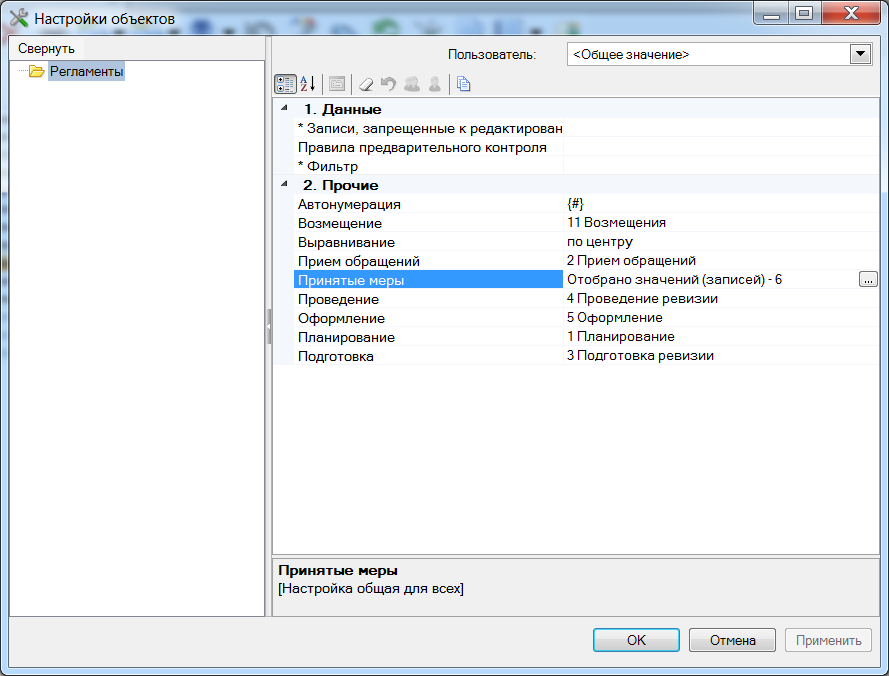 Настройки объектов
Свернуть
Регламенты
Пользователь: <Общее значение>
1. Данные
* Записи, запрещенные к редактирован
Правила предварительного контроля
* Фильтр
2. Прочие
Автонумерация {#}
Возмещение 11 Возмещения
Выравнивание по центру
Прием обращений 2 Прием обращений
Принятые меры Отобрано значений (записей) - 6 ...
Проведение 4 Проведение ревизии
Оформление 5 Оформление
Планирование 1 Планирование
Подготовка 3 Подготовка ревизии
Принятые меры
[Настройка общая для всех]
ОК Отмена Применить